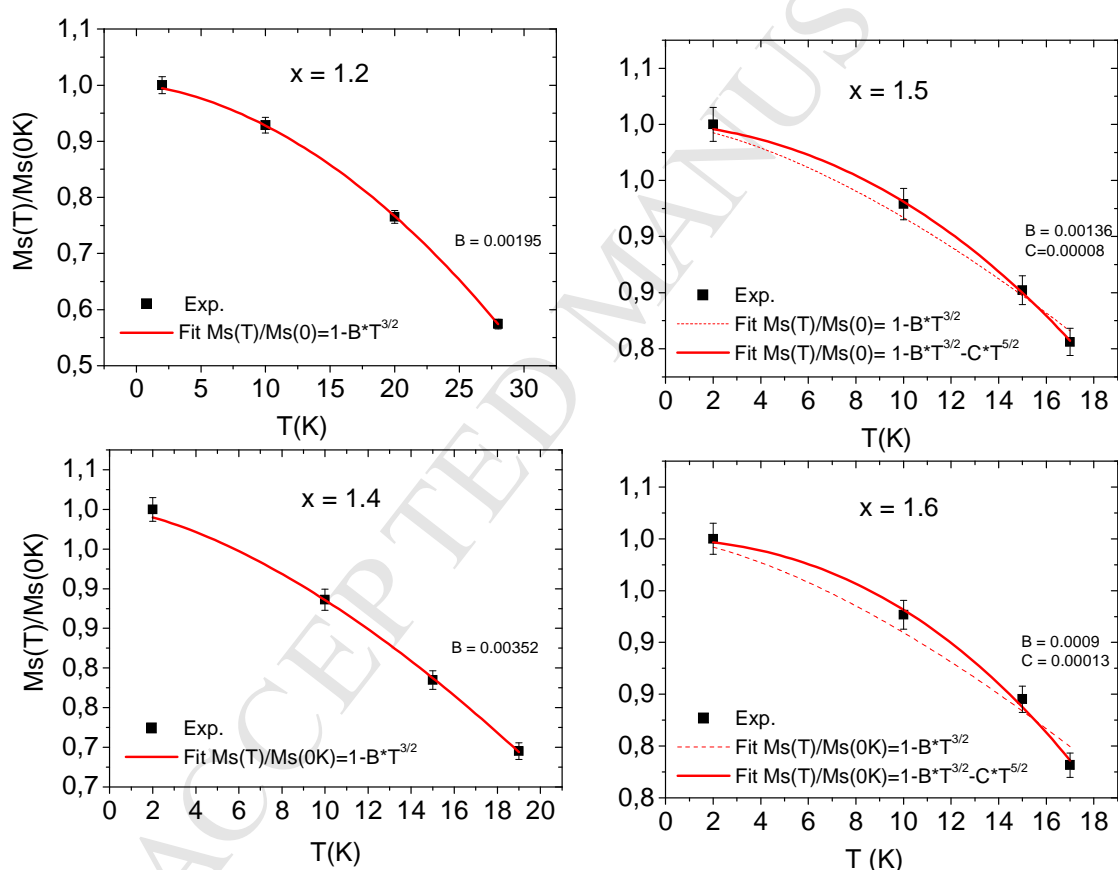 1,1
1,0
0,9
0,8
0,7
0,6
0,5
Ms(T)/Ms(0K)
x = 1.2
B = 0.00195
Exp.
Fit Ms(T)/Ms(0)=1-B*T^3/2
0 5 10 15 20 25 30
T(K)
1,1
1,0
1,0
0,9
0,9
0,8
x = 1.5
B = 0.00136
C=0.00008
Exp.
Fit Ms(T)/Ms(0)= 1-B*T^3/2
Fit Ms(T)/Ms(0)= 1-B*T^3/2-C*T^5/2
0 2 4 6 8 10 12 14 16 18
T(K)
1,1
1,0
1,0
0,9
0,9
0,8
0,8
0,7
0,7
Ms(T)/Ms(0K)
x = 1.4
B = 0.00352
Exp.
Fit Ms(T)/Ms(0K)=1-B*T^3/2
0 2 4 6 8 10 12 14 16 18 20
T(K)
1,1
1,0
1,0
0,9
0,9
0,8
0,8
x = 1.6
B = 0.0009
C = 0.00013
Exp.
Fit Ms(T)/Ms(0K)=1-B*T^3/2
Fit Ms(T)/Ms(0K)=1-B*T^3/2-C*T^5/2
0 2 4 6 8 10 12 14 16 18
T (K)
ACCEPTED MANUS